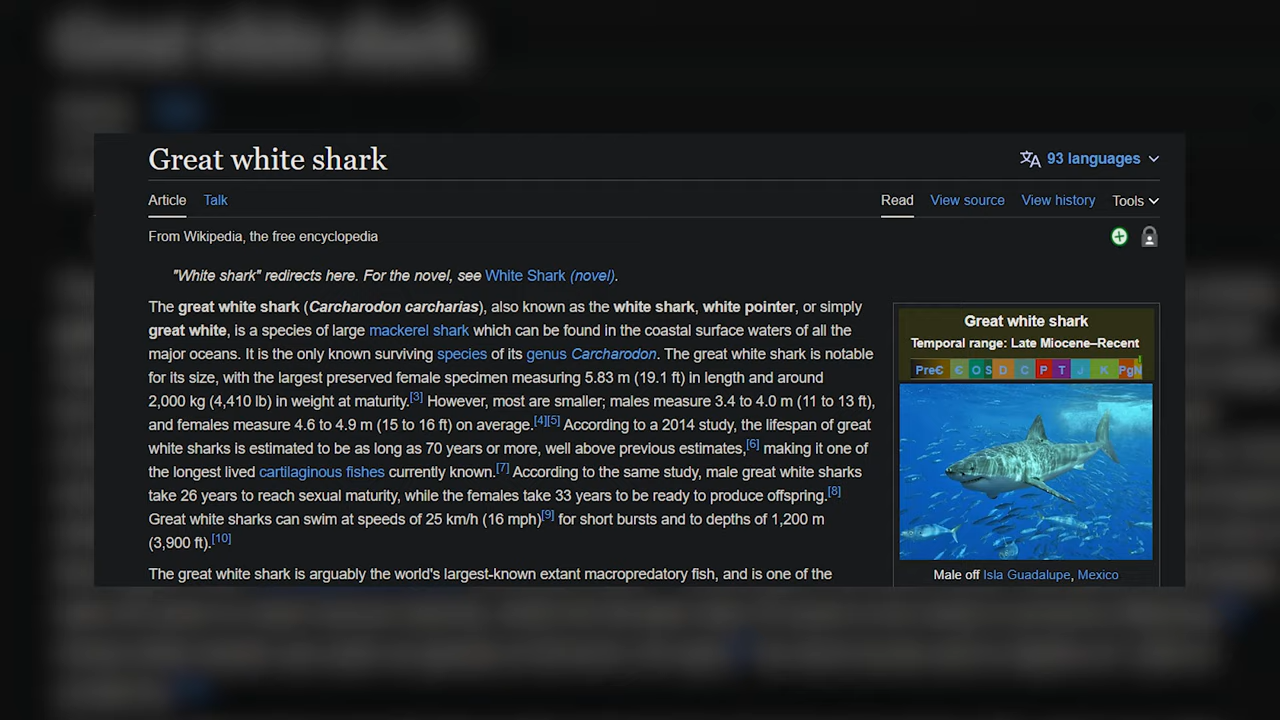 Great white shark
93 languages
Article Talk Read View source View history Tools
From Wikipedia, the free encyclopedia
"White shark" redirects here. For the novel, see White Shark (novel).
The great white shark (Carcharodon carcharias), also known as the white shark, white pointer, or simply
great white, is a species of large mackerel shark which can be found in the coastal surface waters of all the
major oceans. It is the only known surviving species of its genus Carcharodon. The great white shark is notable
for its size, with the largest preserved female specimen measuring 5.83 m (19.1 ft) in length and around
2,000 kg (4,410 lb) in weight at maturity.[3] However, most are smaller; males measure 3.4 to 4.0 m (11 to 13 ft),
and females measure 4.6 to 4.9 m (15 to 16 ft) on average.[4][5] According to a 2014 study, the lifespan of great
white sharks is estimated to be as long as 70 years or more, well above previous estimates,[6] making it one of
the longest lived cartilaginous fishes currently known.[7] According to the same study, male great white sharks
take 26 years to reach sexual maturity, while the females take 33 years to be ready to produce offspring.[8]
Great white sharks can swim at speeds of 25 km/h (16 mph)[9] for short bursts and to depths of 1,200 m
(3,900 ft).[10]
The great white shark is arguably the world's largest-known extant macropredatory fish, and is one of the
Great white shark
Temporal range: Late Miocene–Recent
PreꞒ Ꞓ O S D C P T J K PgN
Male off Isla Guadalupe, Mexico